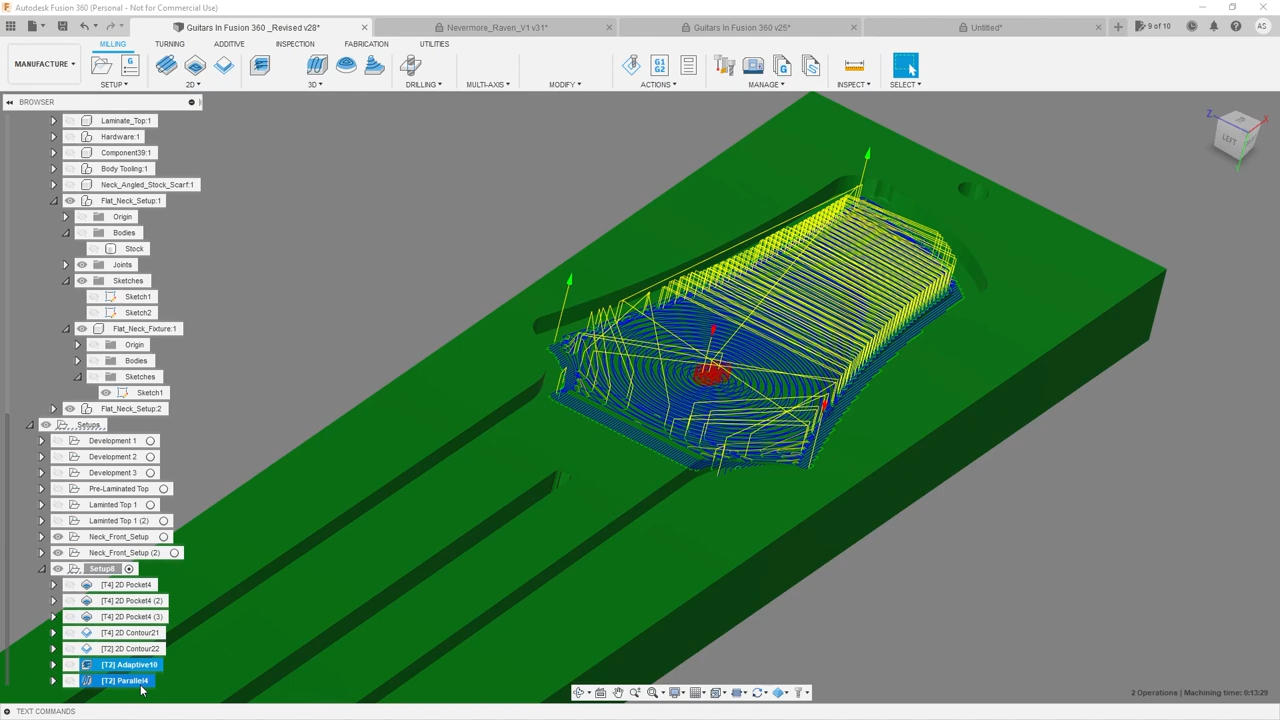 Autodesk Fusion 360 (Personal - Not for Commercial Use)
Guitars In Fusion 360 _Revised v28*
Nevermore_Raven_V1 v31*
Guitars In Fusion 360 v25*
Untitled*
9 of 10
AS
MILLING
TURNING
ADDITIVE
INSPECTION
FABRICATION
UTILITIES
MANUFACTURE
G
G1
G2
G
SETUP
2D
3D
DRILLING
MULTI-AXIS
MODIFY
ACTIONS
MANAGE
INSPECT
SELECT
BROWSER
Z
X
LEFT
Laminate_Top:1
Hardware:1
Component39:1
Body Tooling:1
Neck_Angled_Stock_Scarf:1
Flat_Neck_Setup:1
Origin
Bodies
Stock
Joints
Sketches
Sketch1
Sketch2
Flat_Neck_Fixture:1
Origin
Bodies
Sketches
Sketch1
Flat_Neck_Setup:2
Setups
Development 1
Development 2
Development 3
Pre-Laminated Top
Laminted Top 1
Laminted Top 1 (2)
Neck_Front_Setup
Neck_Front_Setup (2)
Setup8
[T4] 2D Pocket4
[T4] 2D Pocket4 (2)
[T4] 2D Pocket4 (3)
[T4] 2D Contour21
[T2] 2D Contour22
[T2] Adaptive10
[T2] Parallel4
2 Operations | Machining time: 0:13:29
TEXT COMMANDS